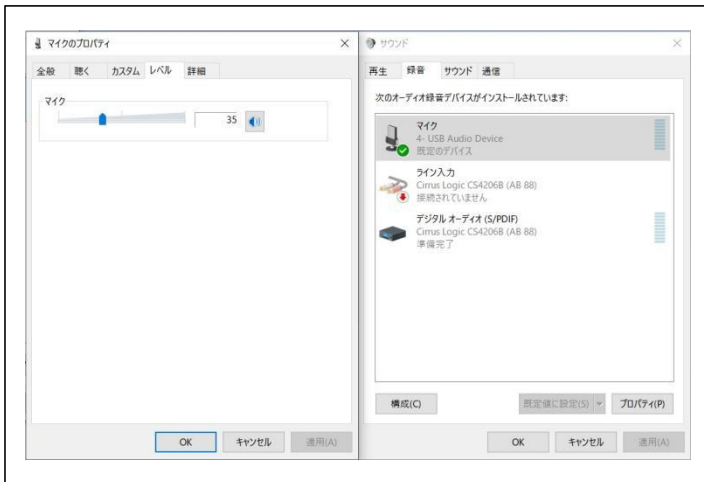 マイクのプロパティ
全般 聴く カスタム レベル 詳細
マイク
35
OK キャンセル 適用(A)
サウンド
再生 録音 サウンド 通信
次のオーディオ録音デバイスがインストールされています:
マイク
4- USB Audio Device
既定のデバイス
ライン入力
Cirrus Logic CS4206B (AB 88)
接続されていません
デジタル オーディオ (S/PDIF)
Cirrus Logic CS4206B (AB 88)
準備完了
構成(C) 既定値に設定(S) プロパティ(P)
OK キャンセル 適用(A)